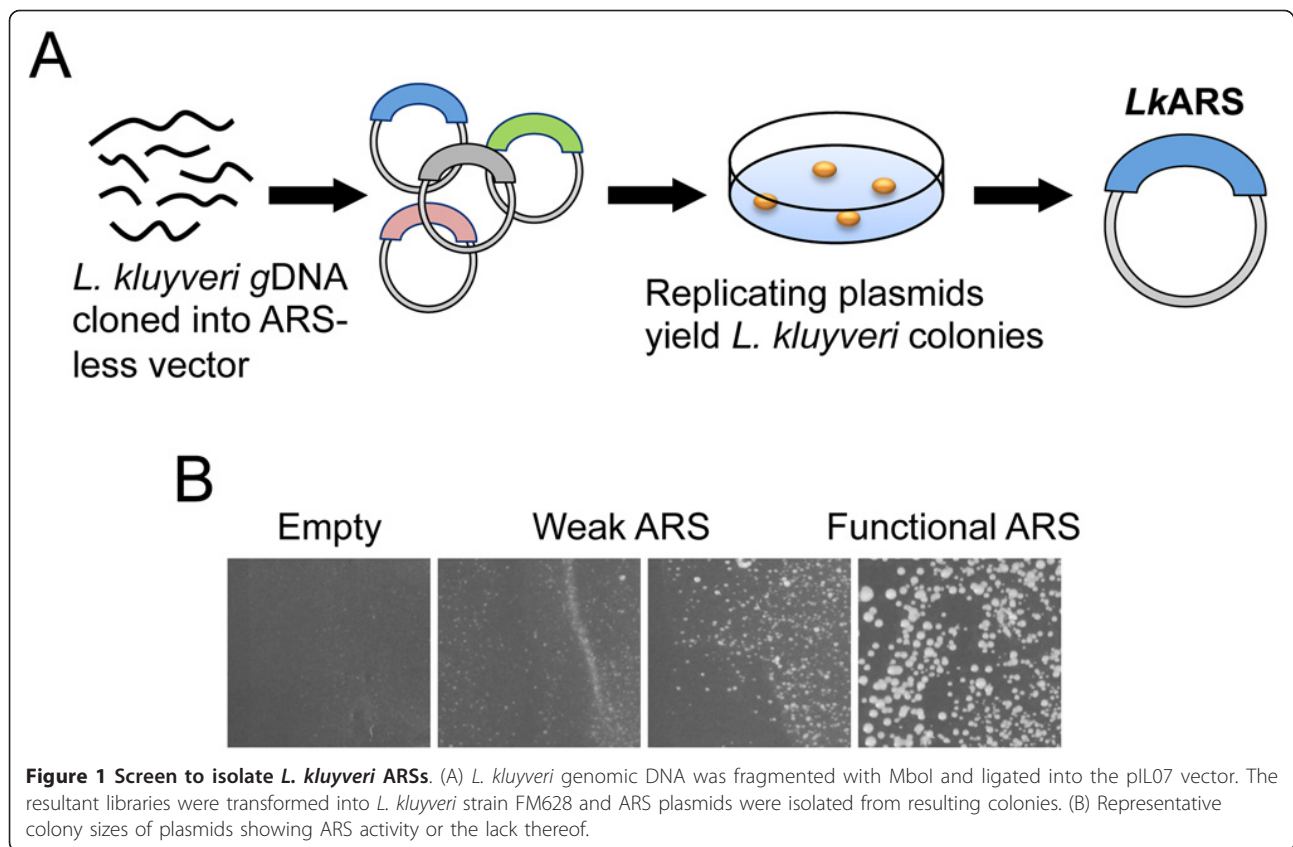 A
L. kluyveri gDNA
cloned into ARS-
less vector
Replicating plasmids
yield L. kluyveri colonies
LkARS
B
Empty
Weak ARS
Functional ARS
Figure 1 Screen to isolate L. kluyveri ARSs. (A) L. kluyveri genomic DNA was fragmented with MboI and ligated into the pIL07 vector. The
resultant libraries were transformed into L. kluyveri strain FM628 and ARS plasmids were isolated from resulting colonies. (B) Representative
colony sizes of plasmids showing ARS activity or the lack thereof.